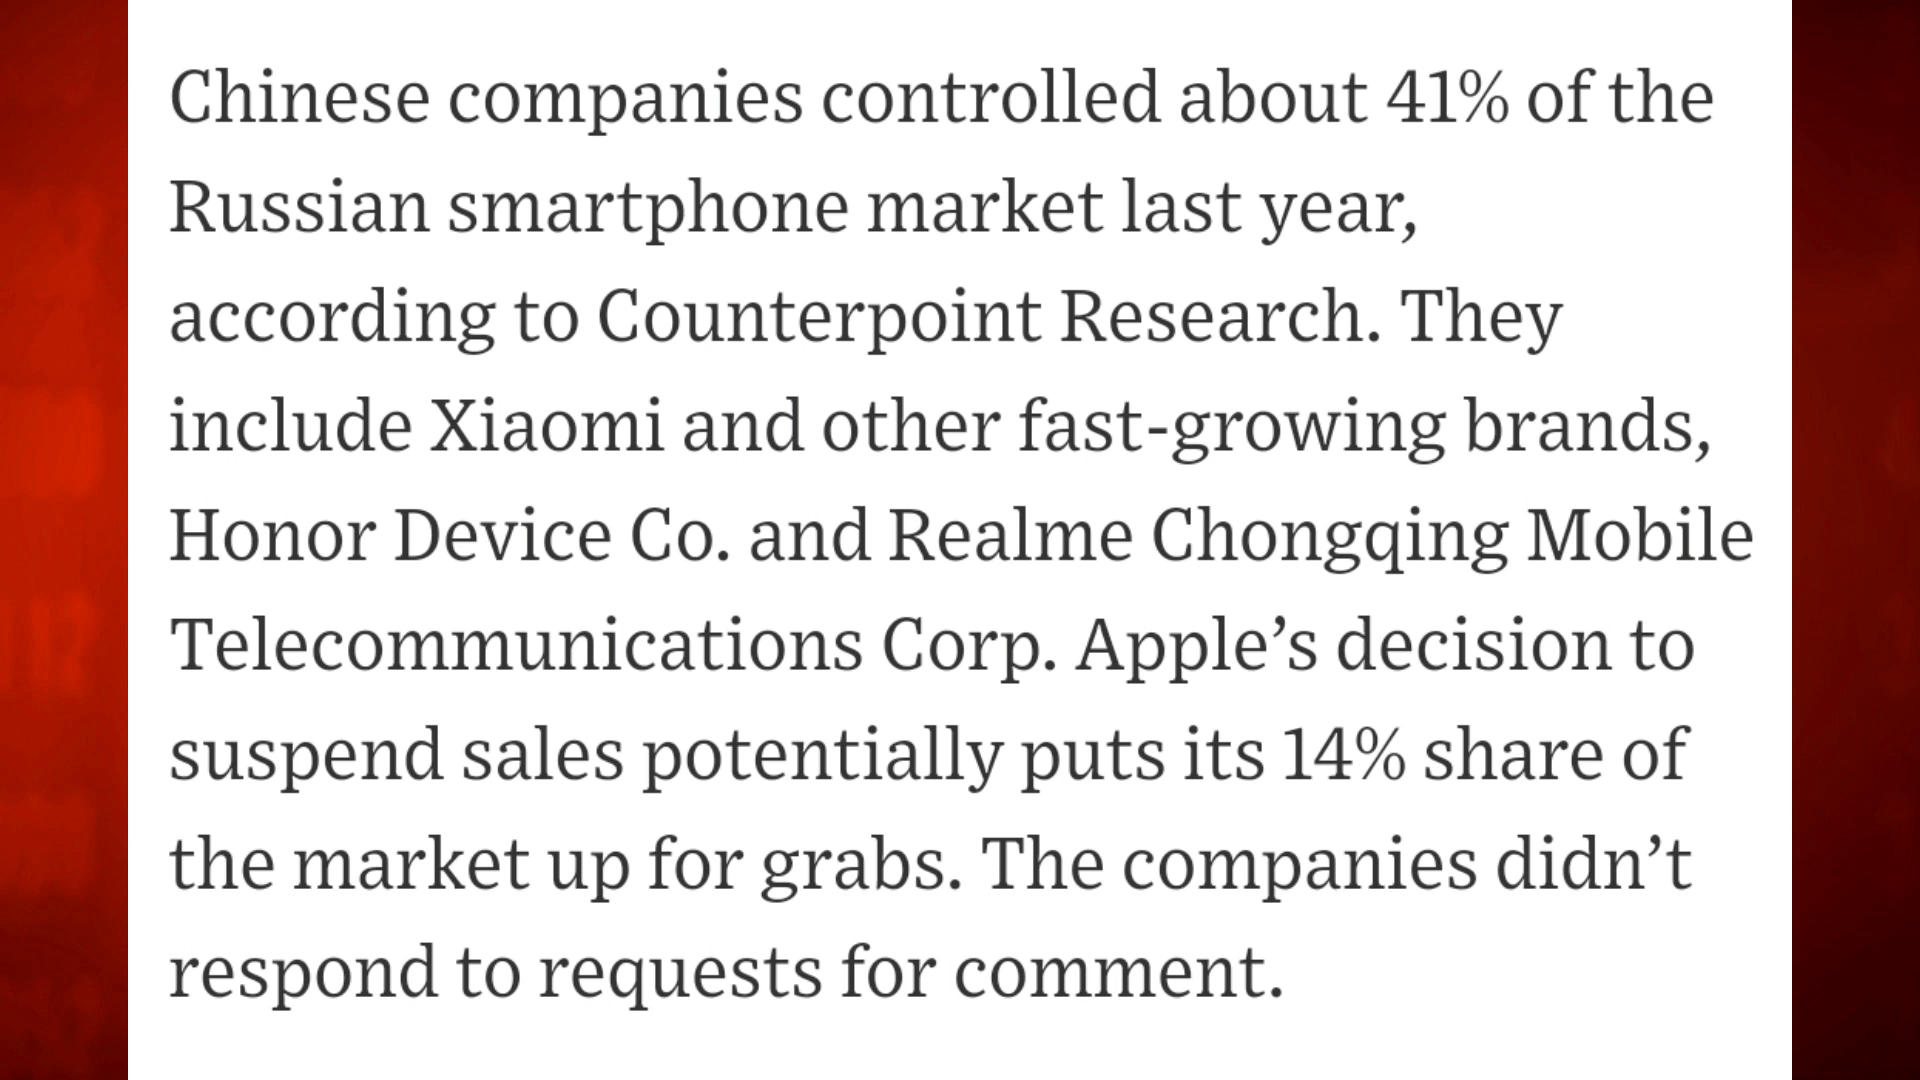 Chinese companies controlled about 41% of the
Russian smartphone market last year,
according to Counterpoint Research. They
include Xiaomi and other fast-growing brands,
Honor Device Co. and Realme Chongqing Mobile
Telecommunications Corp. Apple’s decision to
suspend sales potentially puts its 14% share of
the market up for grabs. The companies didn’t
respond to requests for comment.